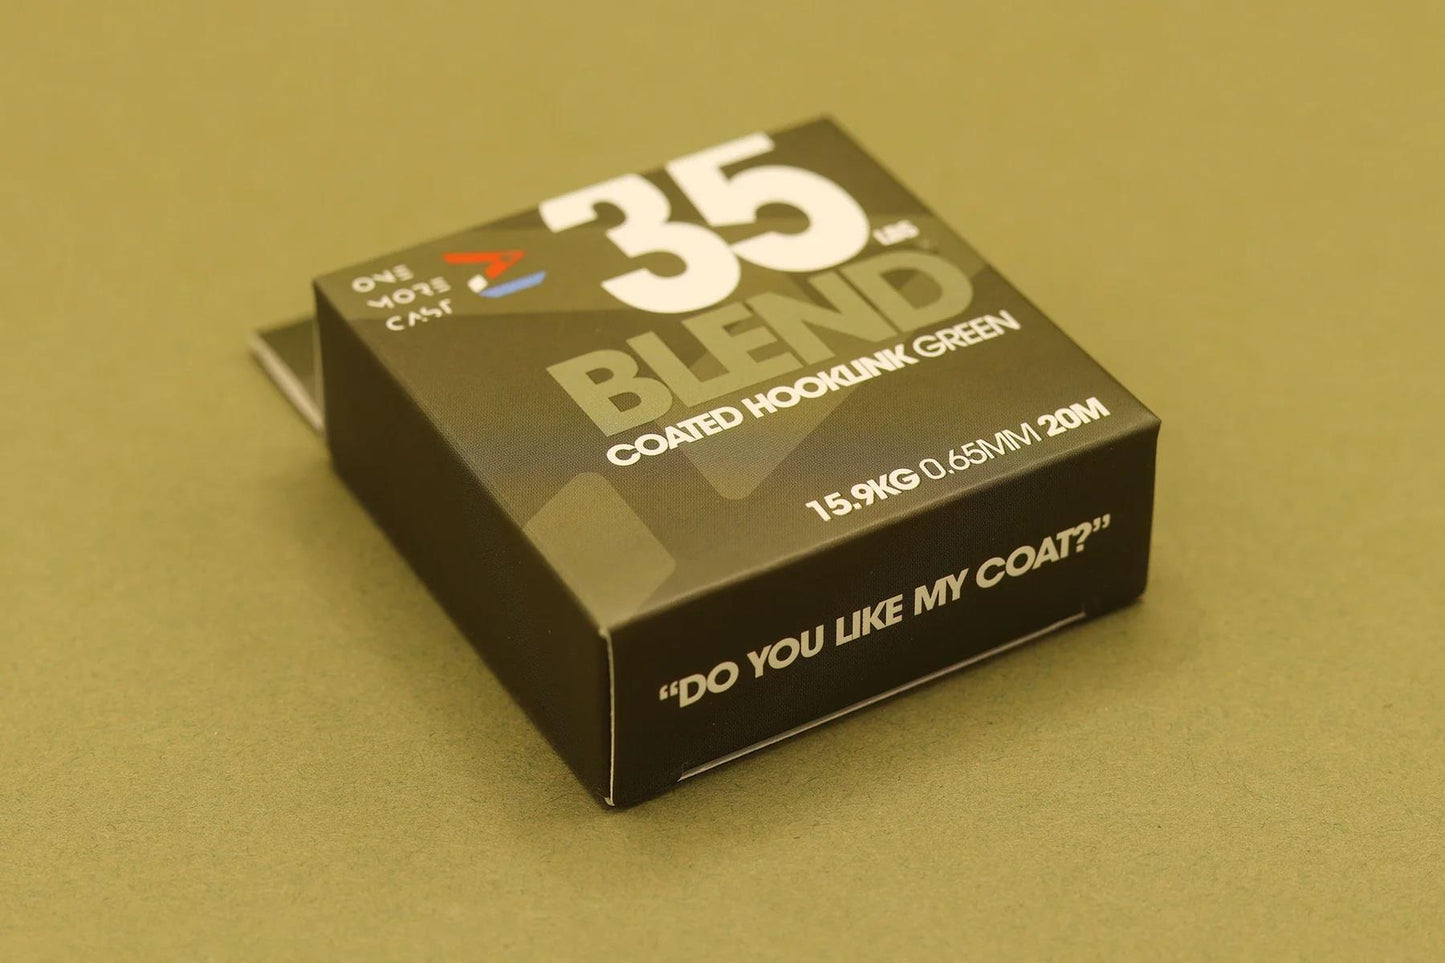 ONE
MORE
CAST
35 LBS
BLEND
COATED HOOKLINK GREEN
15.9KG 0.65MM 20M
“DO YOU LIKE MY COAT?”